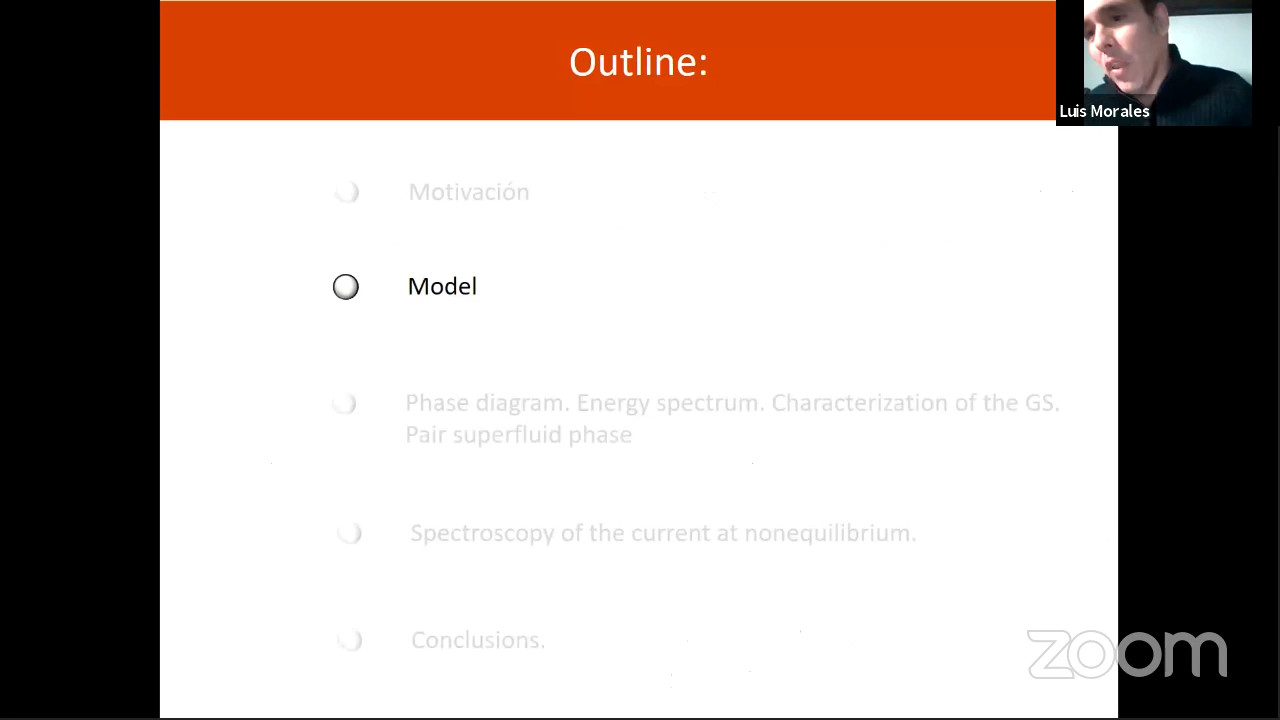 Outline:
Luis Morales
Motivación
Model
Phase diagram. Energy spectrum. Characterization of the GS.
Pair superfluid phase
Spectroscopy of the current at nonequilibrium.
Conclusions.
zoom